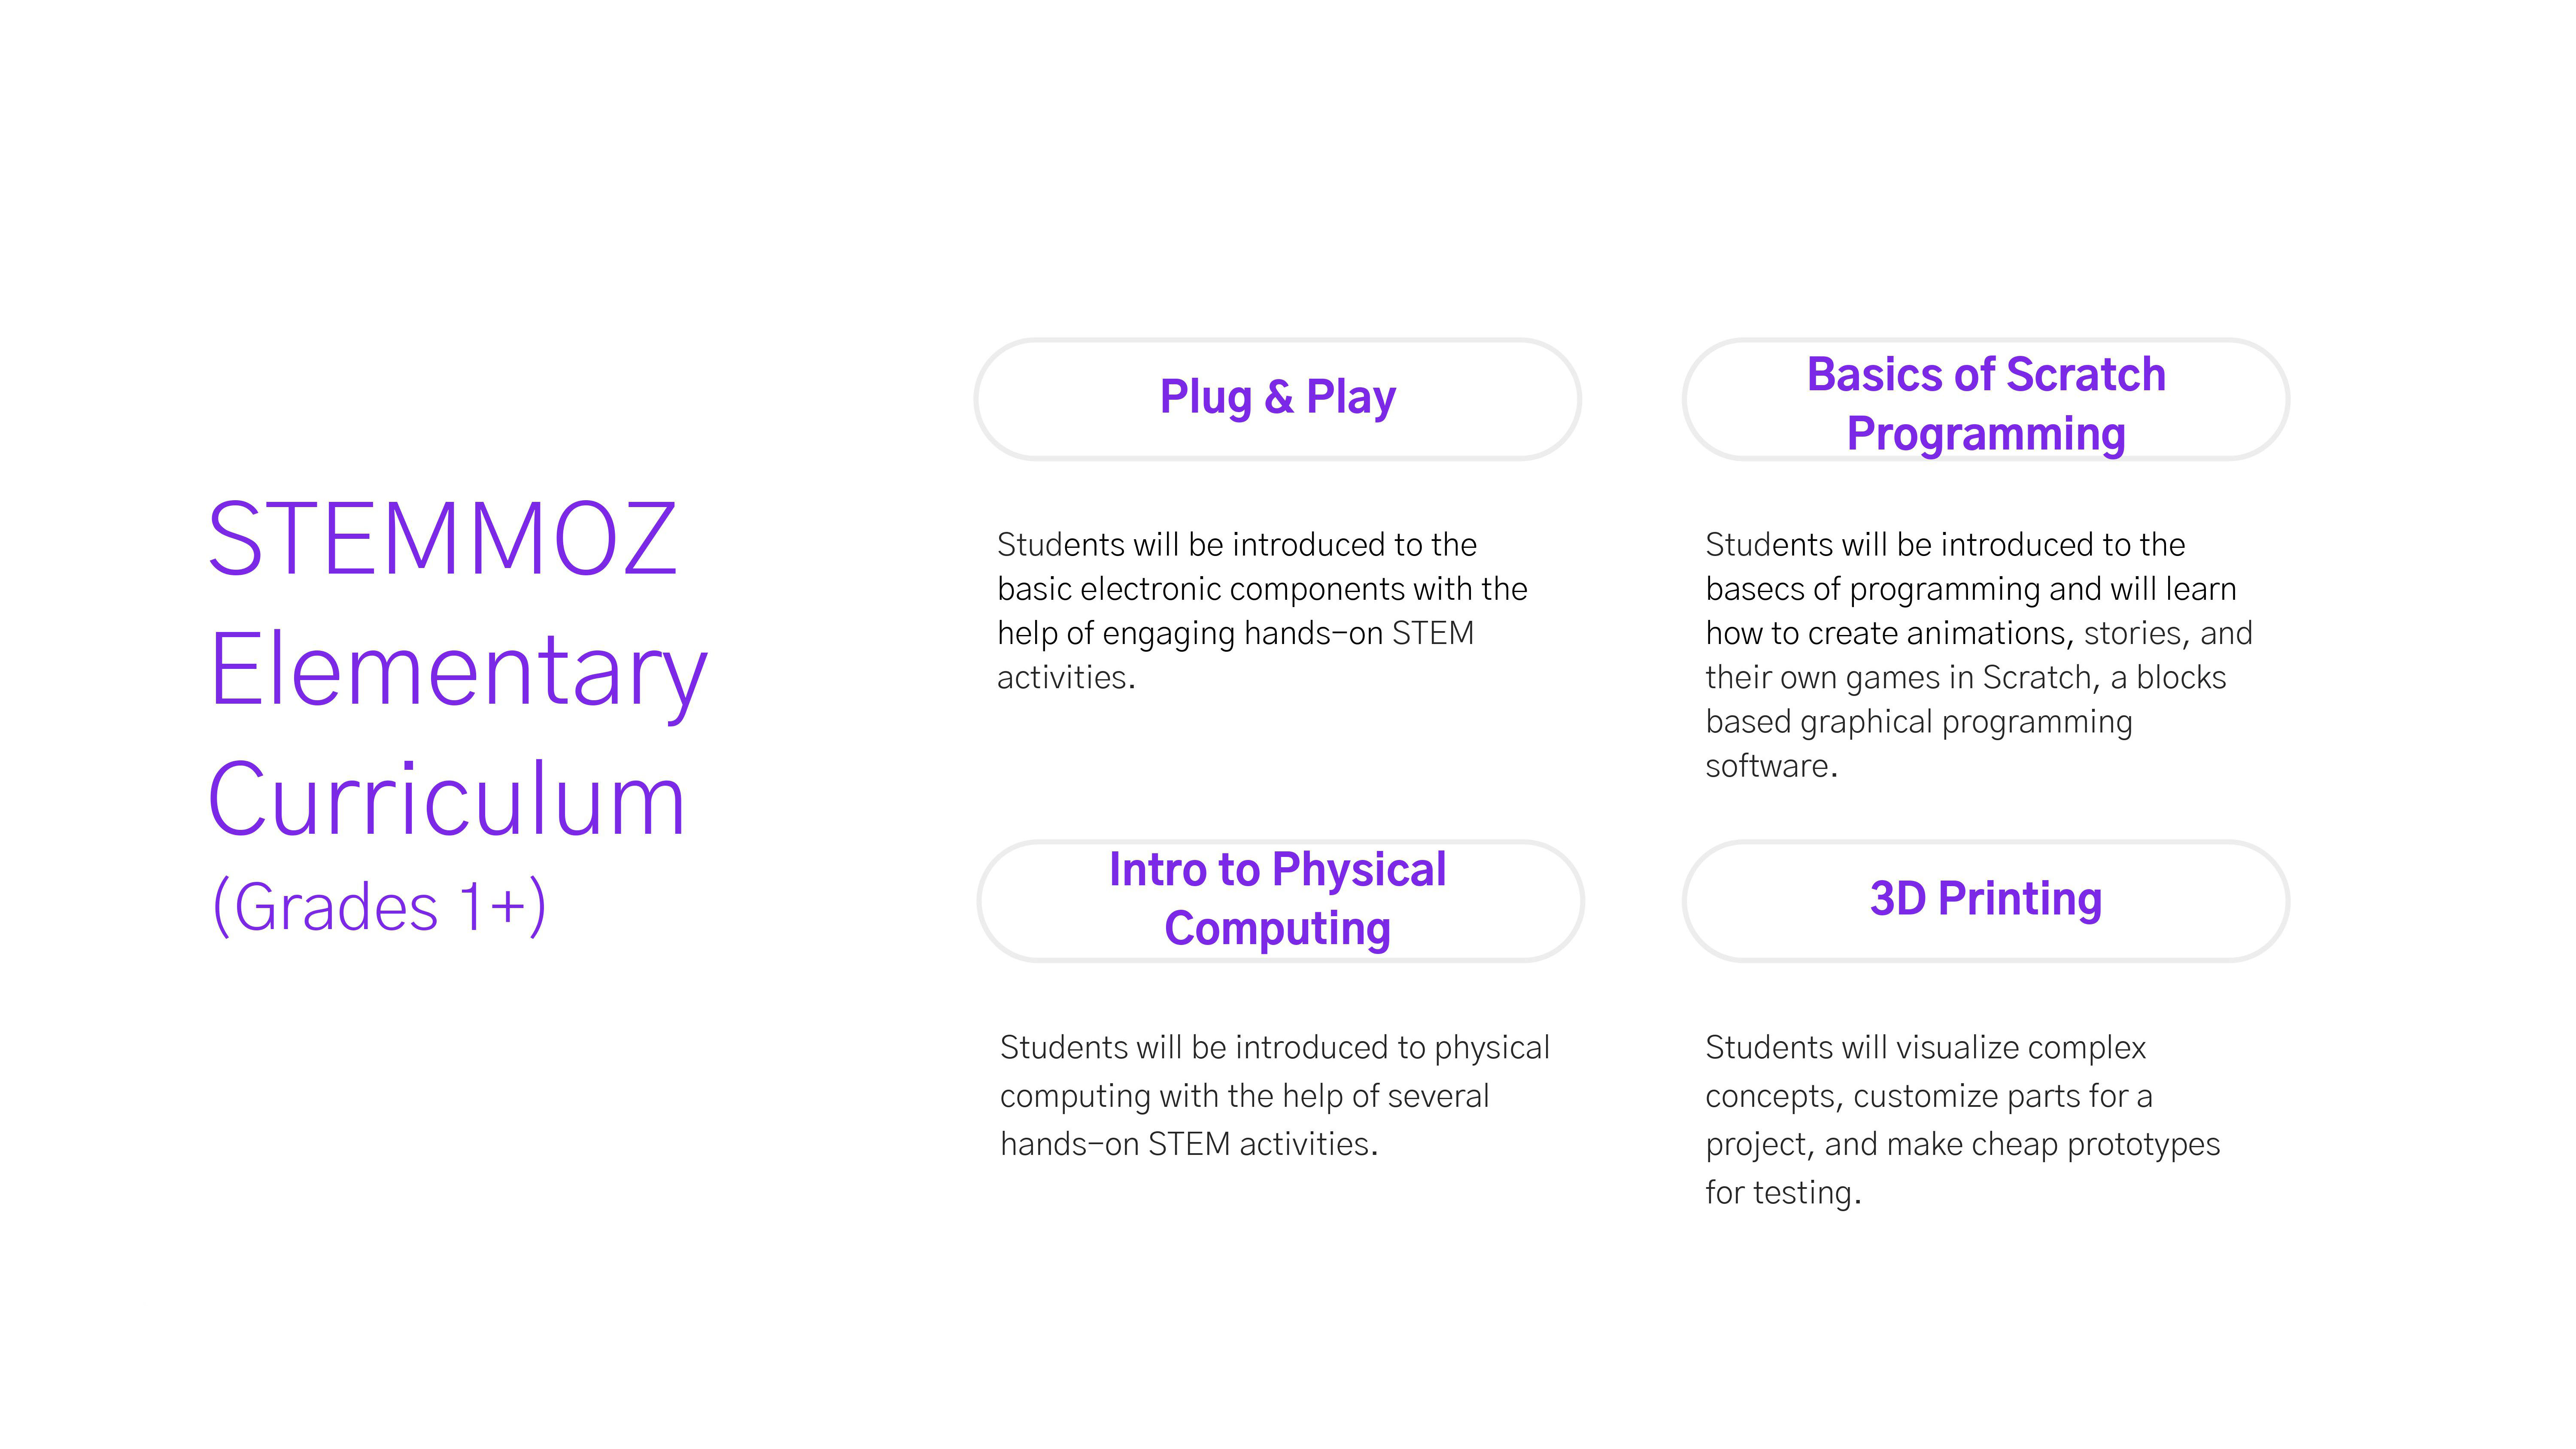 STEMMOZ
Elementary
Curriculum
(Grades 1+)
Plug & Play
Students will be introduced to the
basic electronic components with the
help of engaging hands-on STEM
activities.
Basics of Scratch
Programming
Students will be introduced to the
basecs of programming and will learn
how to create animations, stories, and
their own games in Scratch, a blocks
based graphical programming
software.
Intro to Physical
Computing
Students will be introduced to physical
computing with the help of several
hands-on STEM activities.
3D Printing
Students will visualize complex
concepts, customize parts for a
project, and make cheap prototypes
for testing.